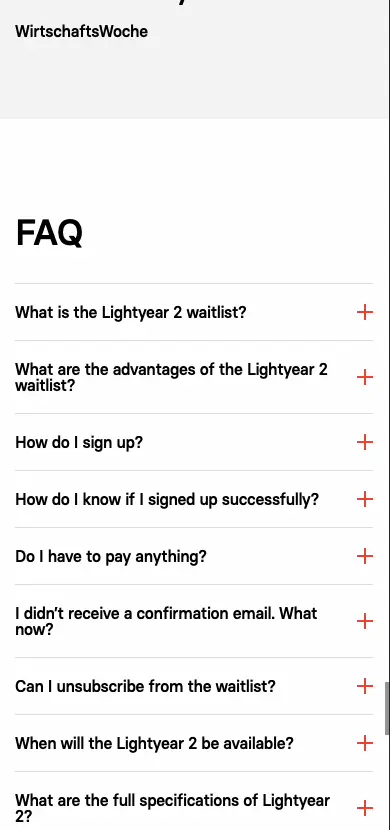 WirtschaftsWoche
FAQ
What is the Lightyear 2 waitlist?
What are the advantages of the Lightyear 2
waitlist?
How do I sign up?
How do I know if I signed up successfully?
Do I have to pay anything?
I didn't receive a confirmation email. What
now?
Can I unsubscribe from the waitlist?
When will the Lightyear 2 be available?
What are the full specifications of Lightyear
2?